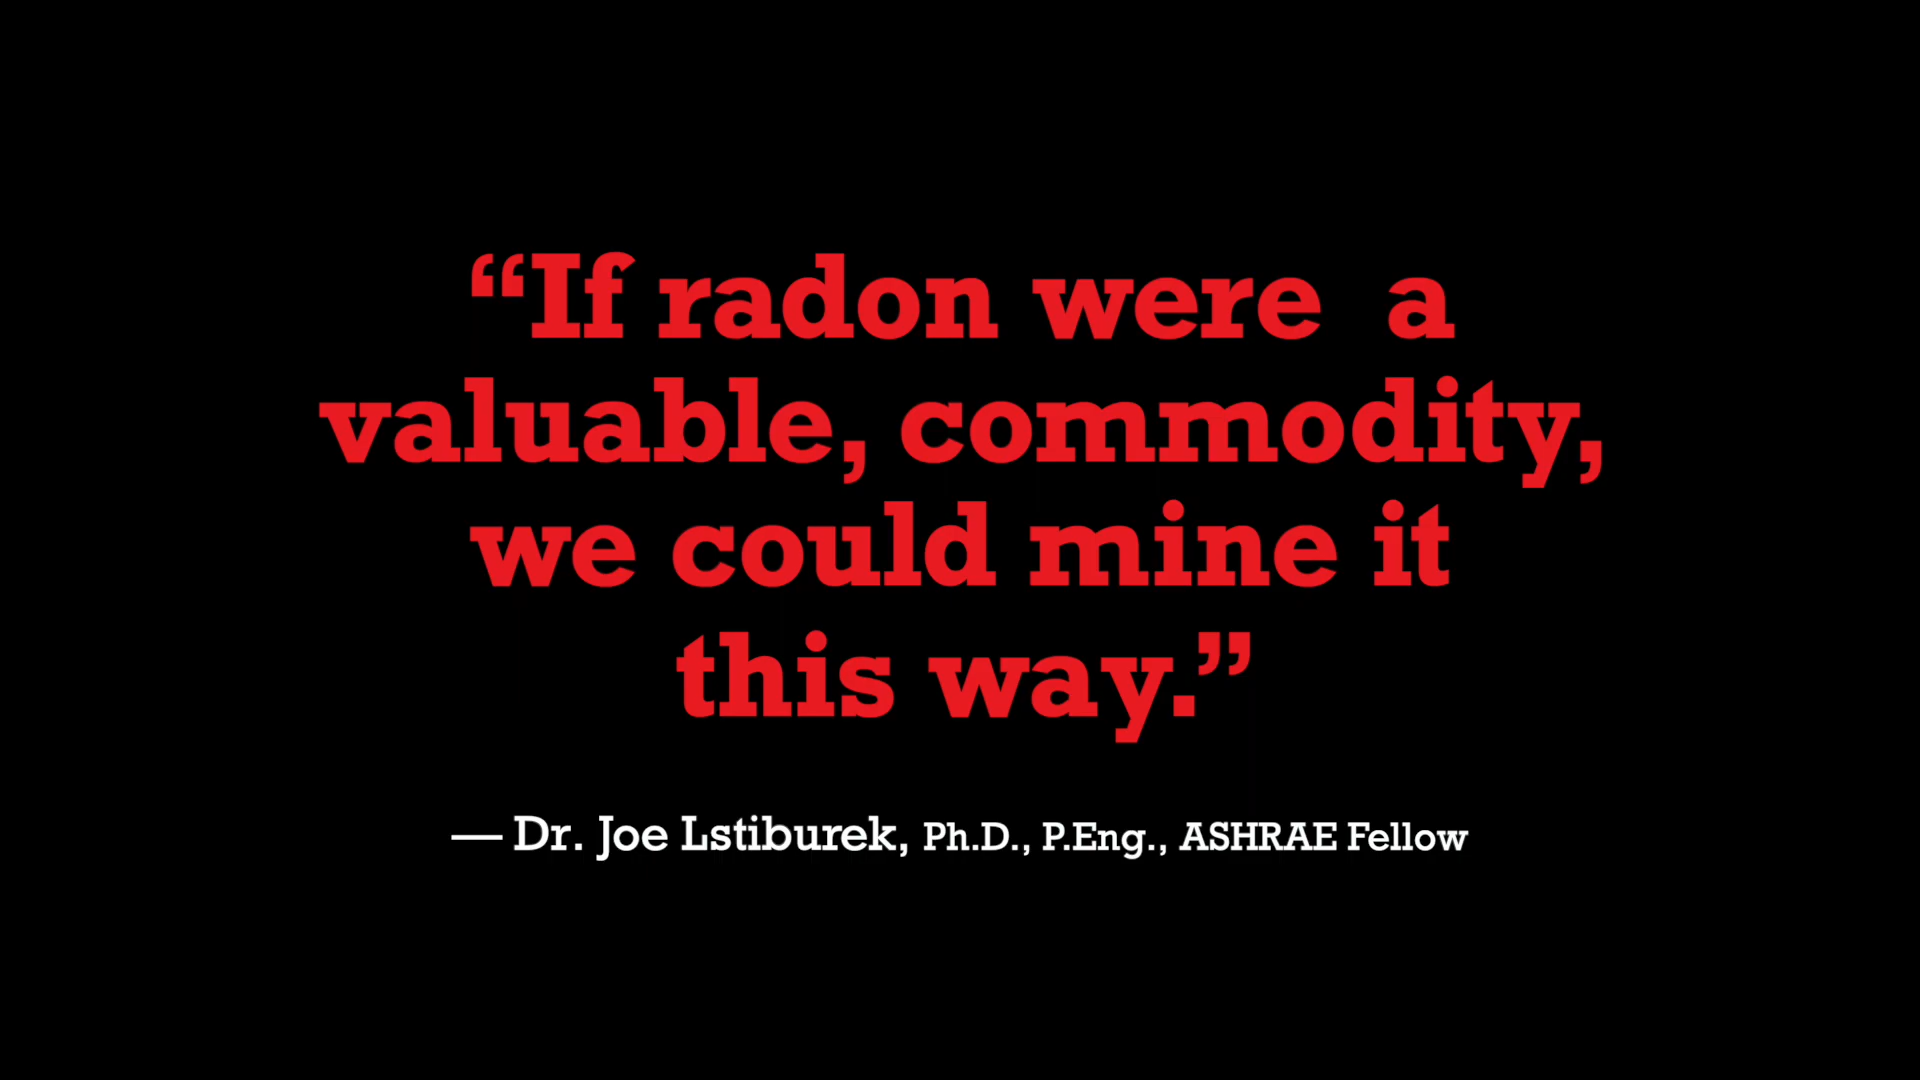 “If radon were  a
valuable, commodity,
we could mine it
this way.”
— Dr. Joe Lstiburek, Ph.D., P.Eng., ASHRAE Fellow